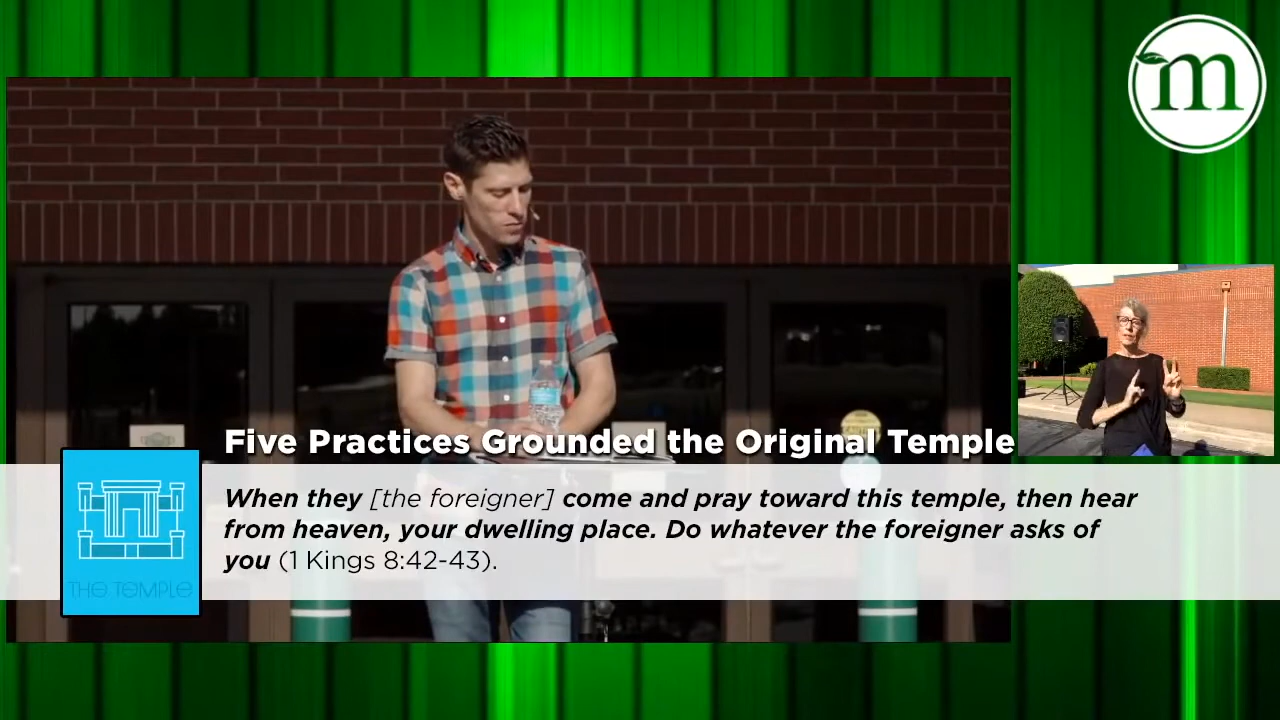 m
Five Practices Grounded the Original Temple
When they [the foreigner] come and pray toward this temple, then hear
from heaven, your dwelling place. Do whatever the foreigner asks of
you (1 Kings 8:42-43).
THE TEMPLE